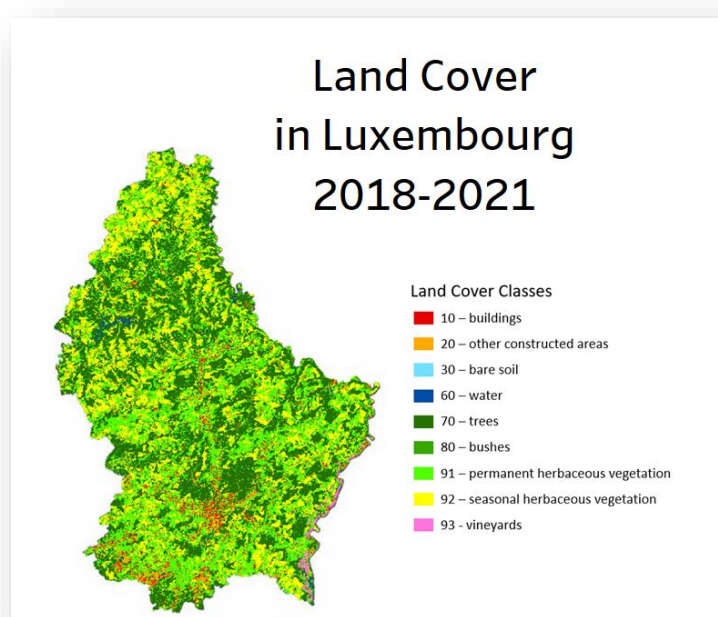 Land Cover
in Luxembourg
2018-2021
Land Cover Classes
10 – buildings
20 – other constructed areas
30 – bare soil
60 – water
70 – trees
80 – bushes
91 – permanent herbaceous vegetation
92 – seasonal herbaceous vegetation
93 - vineyards